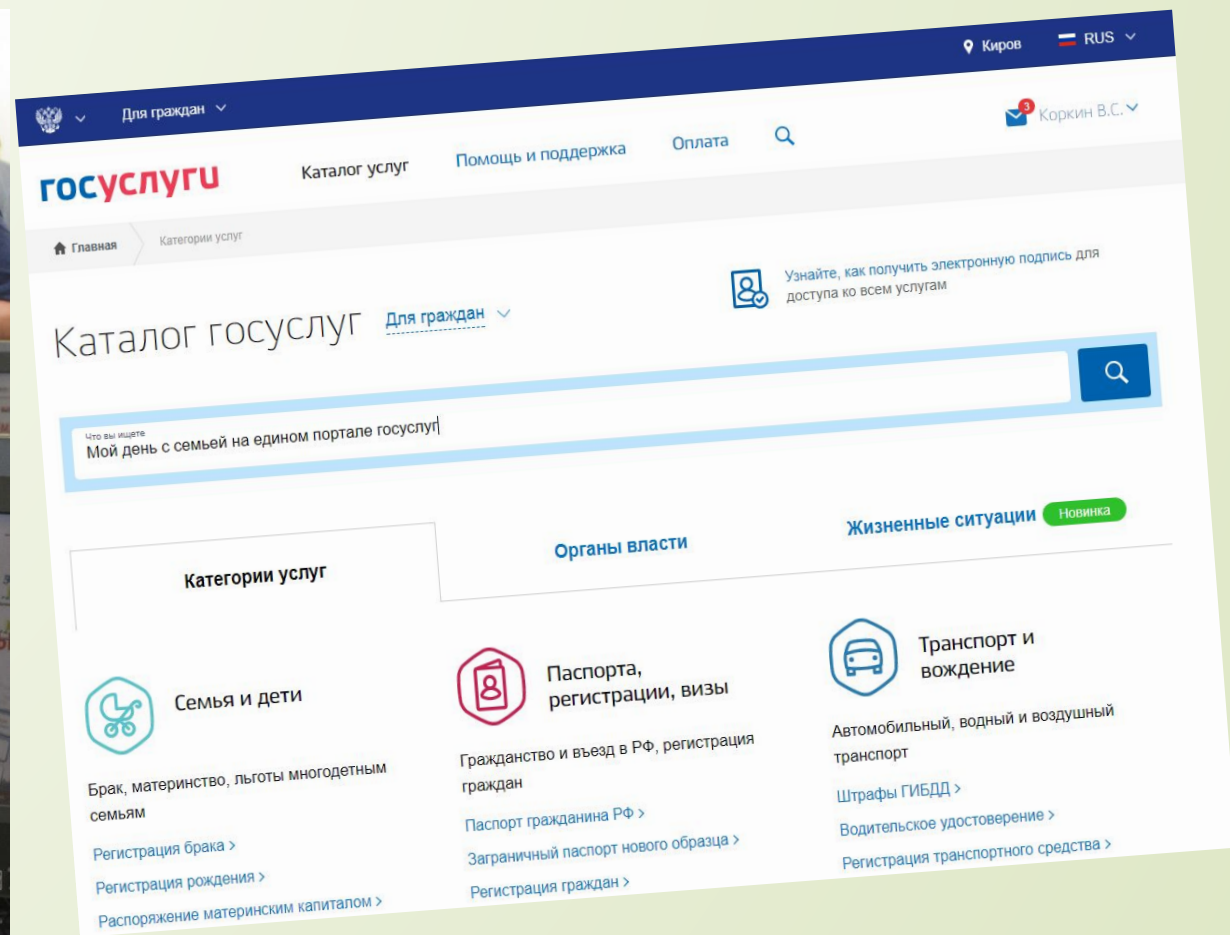 Для граждан
Киров RUS
госуслуги
Каталог услуг Помощь и поддержка Оплата
3 Коркин В.С.
Главная Категории услуг
Узнайте, как получить электронную подпись для
доступа ко всем услугам
Каталог госуслуг Для граждан
Что вы ищете
Мой день с семьей на едином портале госуслуг
Категории услуг
Органы власти
Жизненные ситуации Новинка
Семья и дети
Брак, материнство, льготы многодетным
семьям
Регистрация брака >
Регистрация рождения >
Распоряжение материнским капиталом >
Паспорта,
регистрации, визы
Гражданство и въезд в РФ, регистрация
граждан
Паспорт гражданина РФ >
Заграничный паспорт нового образца >
Регистрация граждан >
Транспорт и
вождение
Автомобильный, водный и воздушный
транспорт
Штрафы ГИБДД >
Водительское удостоверение >
Регистрация транспортного средства >